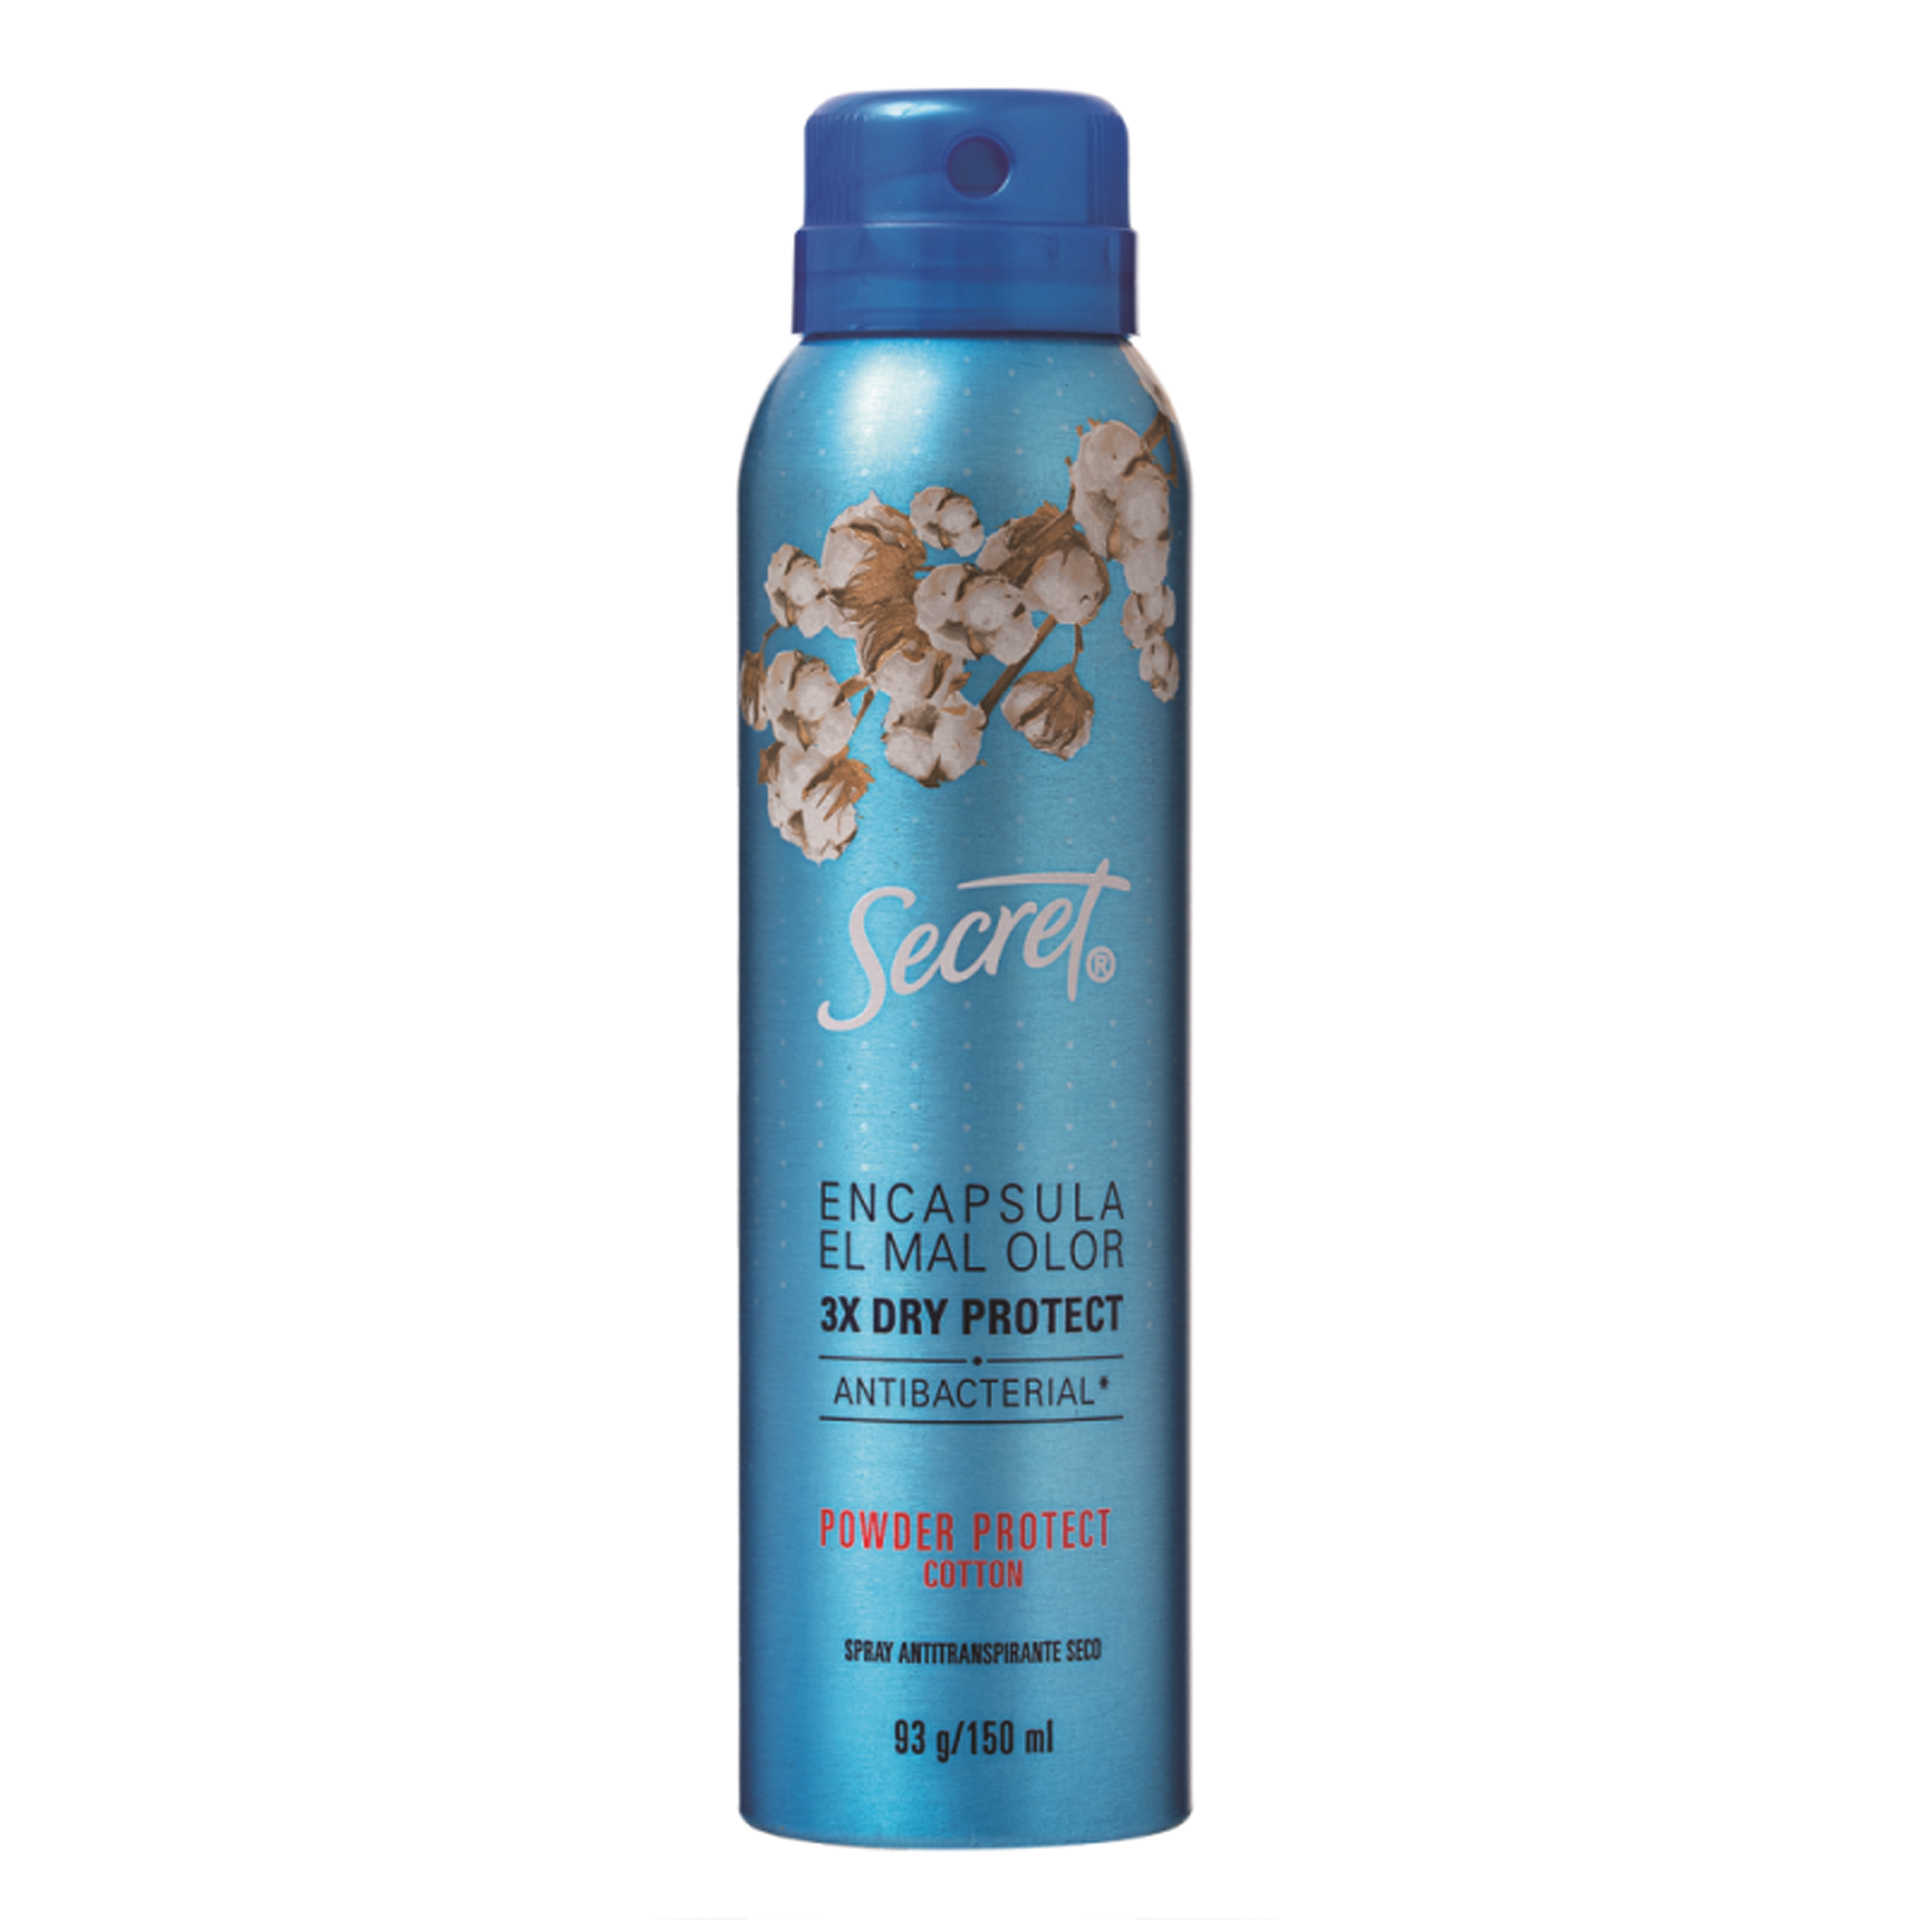 Secret®
ENCAPSULA
EL MAL OLOR
3X DRY PROTECT
ANTIBACTERIAL*
POWDER PROTECT
COTTON
SPRAY ANTITRANSPIRANTE SECO
93 g/150 ml